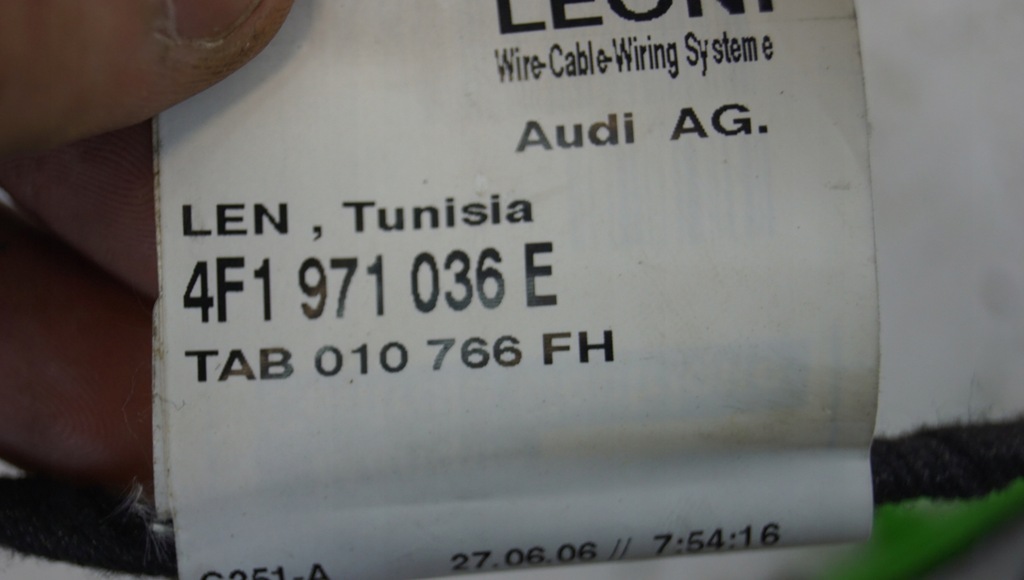 LEONI
Wire-Cable-Wiring Systeme
Audi AG.
LEN , Tunisia
4F1 971 036 E
TAB 010 766 FH
27.06.06 // 7:54:16